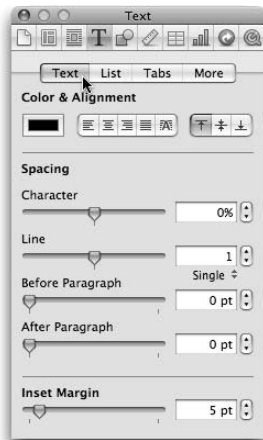 Text
Text List Tabs More
Color & Alignment
Spacing
Character
0%
Line
1
Single
Before Paragraph
0 pt
After Paragraph
0 pt
Inset Margin
5 pt